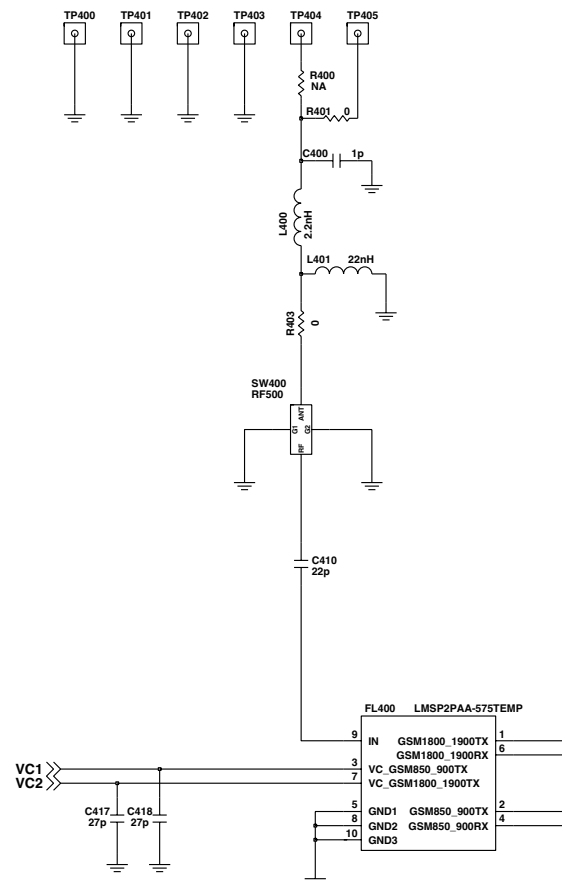 TP400 TP401 TP402 TP403 TP404 TP405
R400
NA
R401 0
C400 1p
L400
2.2nH
L401 22nH
R403
0
SW400
RF500
ANT
G1 G2
RF
C410
22p
FL400 LMSP2PAA-575TEMP
9 IN GSM1800_1900TX 1
GSM1800_1900RX 6
VC1 3 VC_GSM850_900TX
VC2 7 VC_GSM1800_1900TX
C417 C418
27p 27p
5 GND1 GSM850_900TX 2
8 GND2 GSM850_900RX 4
10 GND3